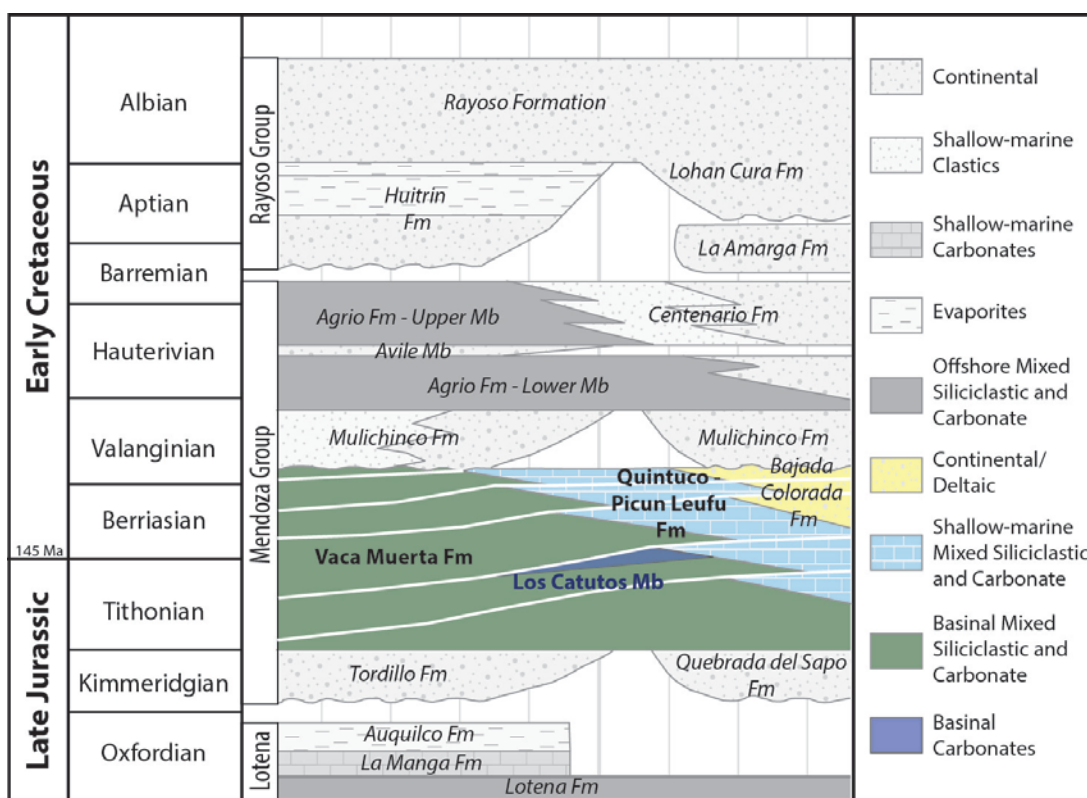 Early Cretaceous
Late Jurassic
Albian
Aptian
Barremian
Hauterivian
Valanginian
Berriasian
145 Ma
Tithonian
Kimmeridgian
Oxfordian
Rayoso Group
Mendoza Group
Lotena
Rayoso Formation
Lohan Cura Fm
Huitrín
Fm
La Amarga Fm
Agrio Fm - Upper Mb
Centenario Fm
Avile Mb
Agrio Fm - Lower Mb
Mulichinco Fm
Mulichinco Fm
Bajada
Colorada
Fm
Quintuco
Picun Leufu
Fm
Vaca Muerta Fm
Los Catutos Mb
Tordillo Fm
Quebrada del Sapo
Fm
Auquilco Fm
La Manga Fm
Lotena Fm
Continental
Shallow-marine
Clastics
Shallow-marine
Carbonates
Evaporites
Offshore Mixed
Siliciclastic and
Carbonate
Continental/
Deltaic
Shallow-marine
Mixed Siliciclastic
and Carbonate
Basinal Mixed
Siliciclastic and
Carbonate
Basinal
Carbonates